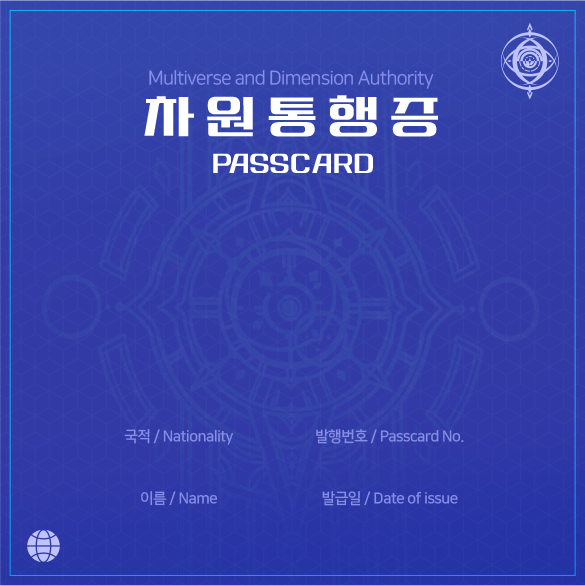 Multiverse and Dimension Authority
차원통행증
PASSCARD
국적 / Nationality
발행번호 / Passcard No.
이름 / Name
발급일 / Date of issue